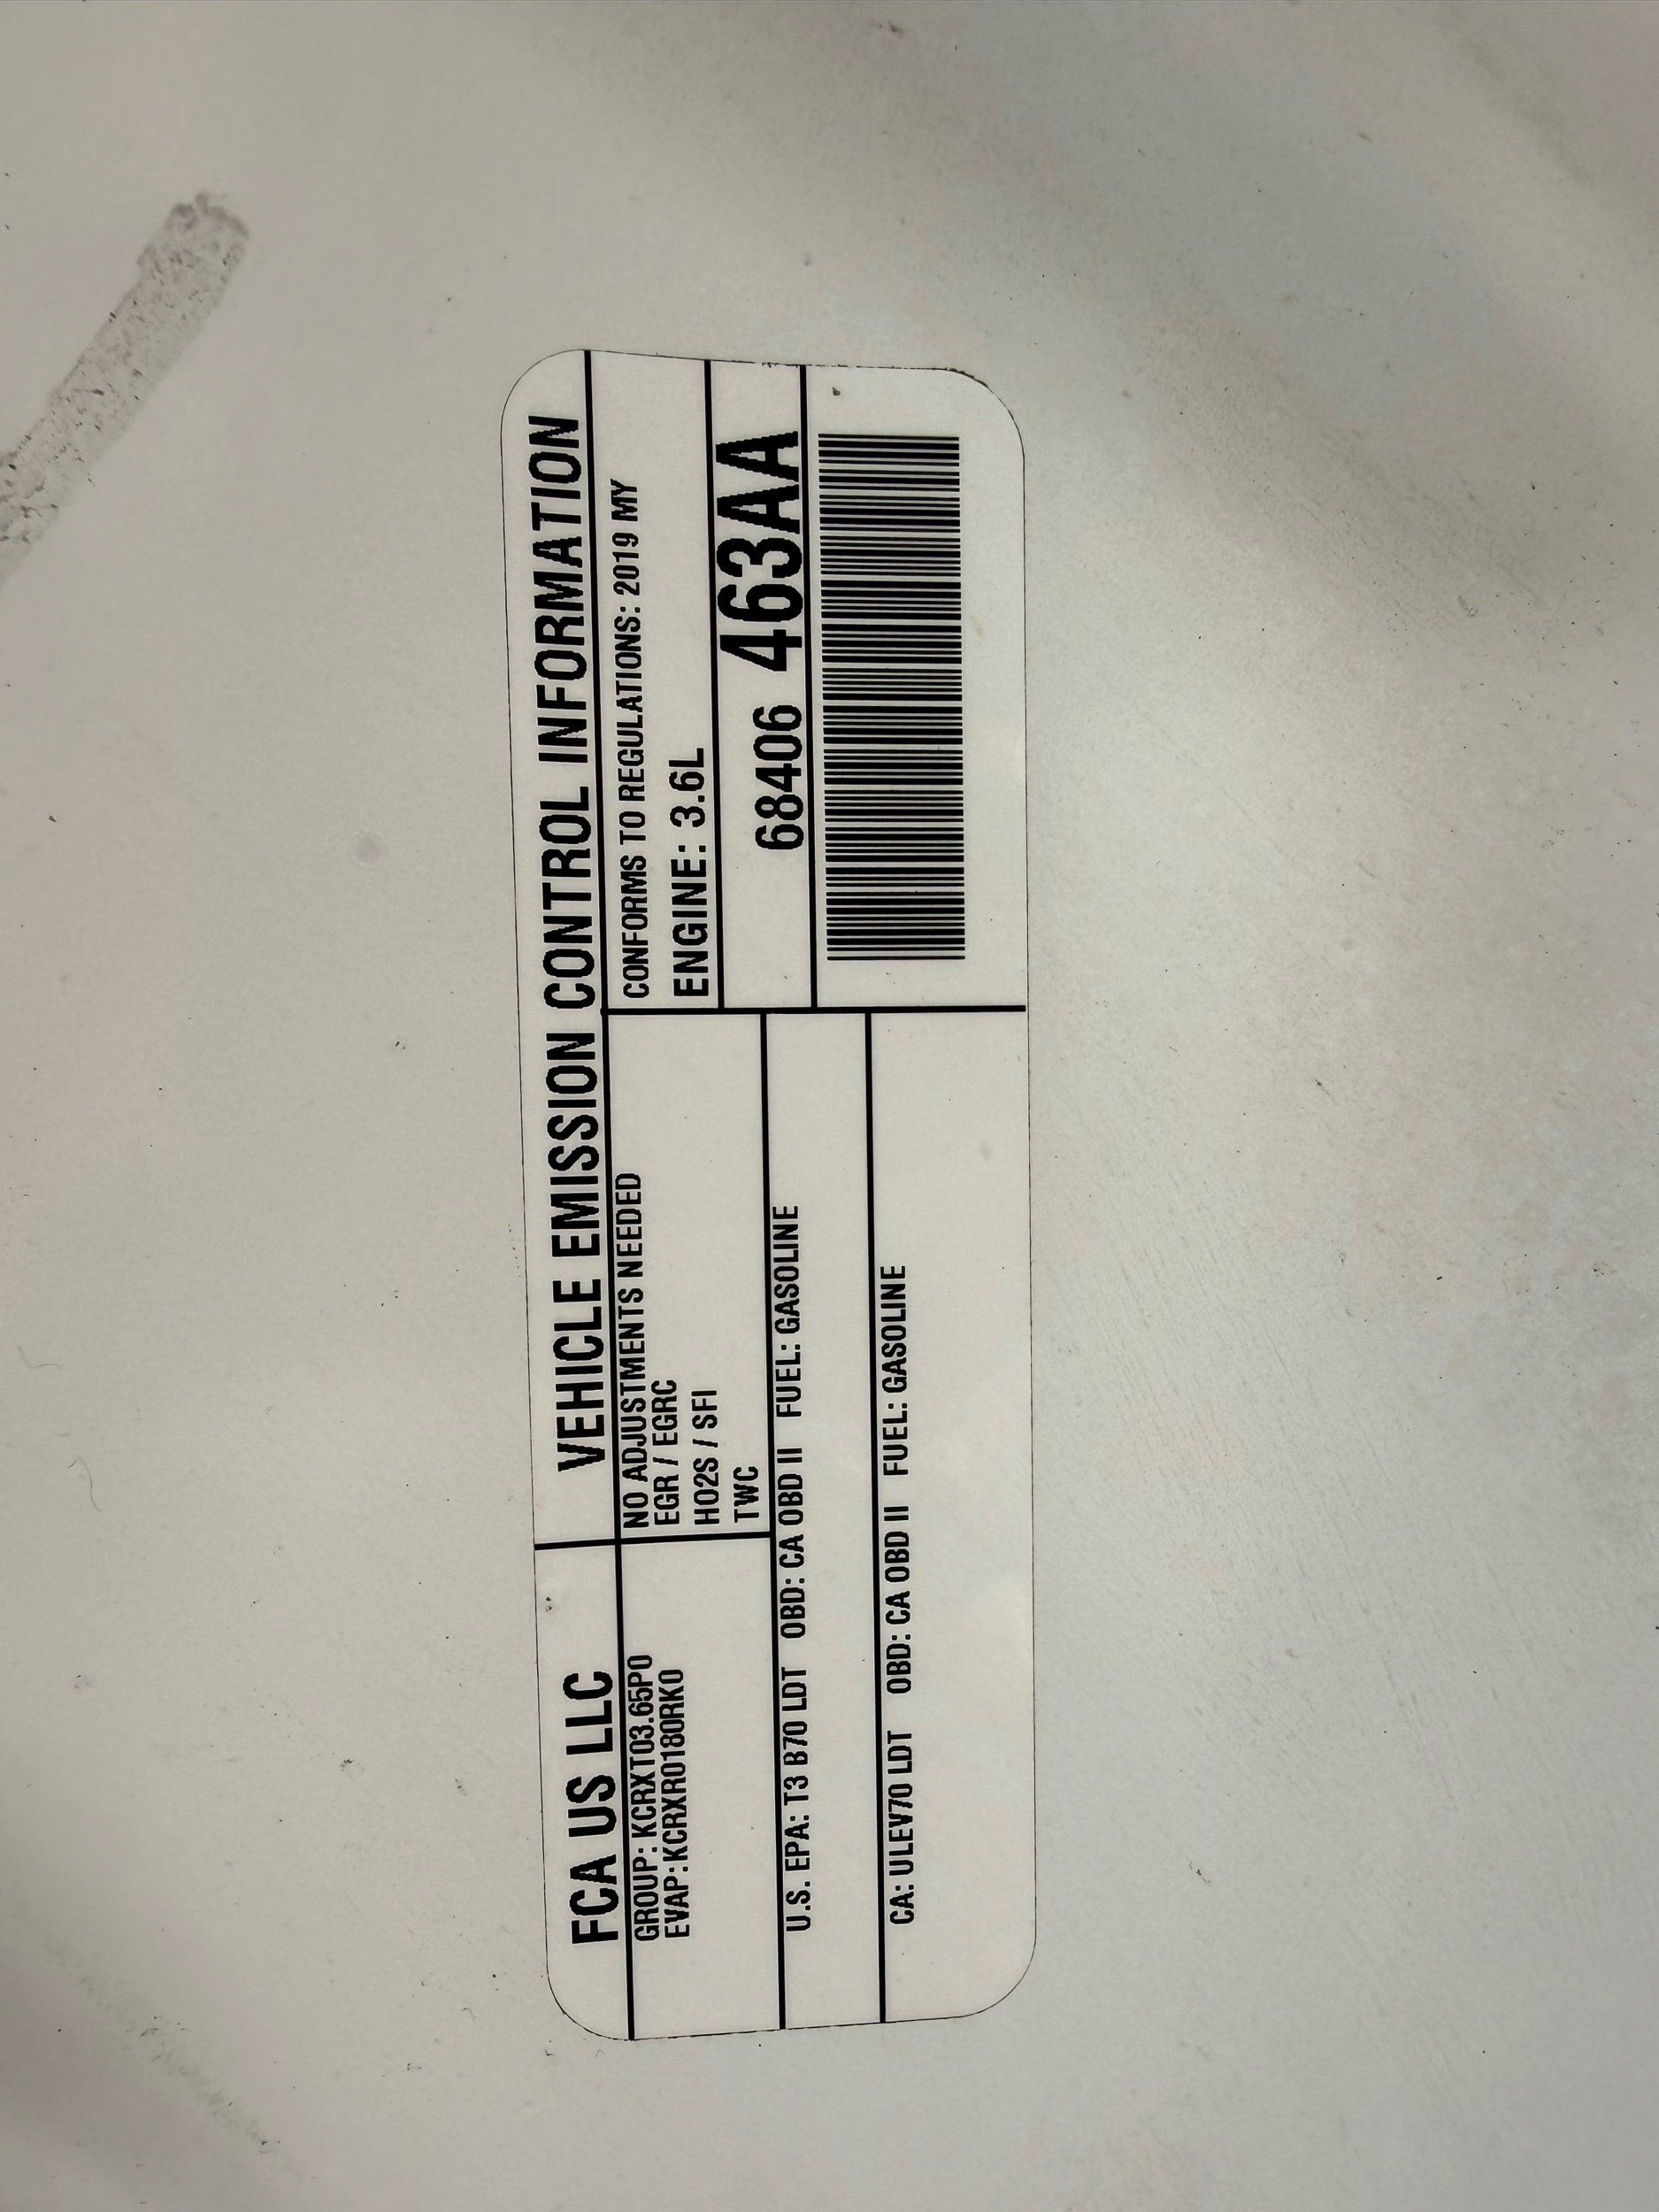 FCA US LLC
VEHICLE EMISSION CONTROL INFORMATION
GROUP: KCRXT03.65P0
EVAP:KCRXR0180RK0
NO ADJUSTMENTS NEEDED
EGR / EGRC
HO2S / SFI
TWC
CONFORMS TO REGULATIONS: 2019 MY
ENGINE: 3.6L
68406 463AA
U.S. EPA: T3 B70 LDT OBD: CA OBD II FUEL: GASOLINE
CA: ULEV70 LDT OBD: CA OBD II FUEL: GASOLINE